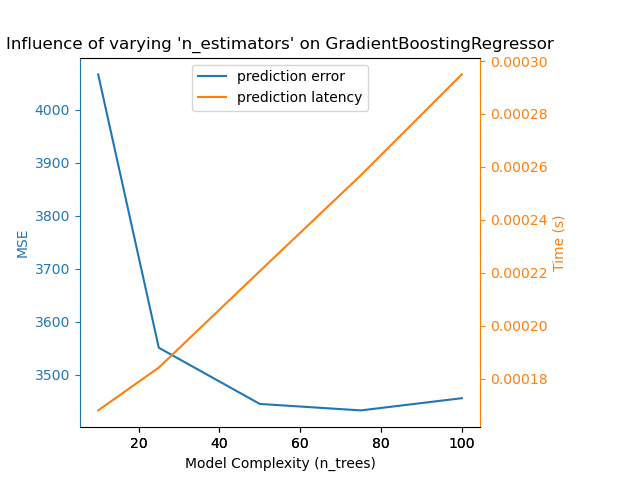 Influence of varying 'n_estimators' on GradientBoostingRegressor
prediction error
prediction latency
MSE
4000
3900
3800
3700
3600
3500
0.00030
0.00028
0.00026
0.00024
0.00022
0.00020
0.00018
Time (s)
20 40 60 80 100
Model Complexity (n_trees)